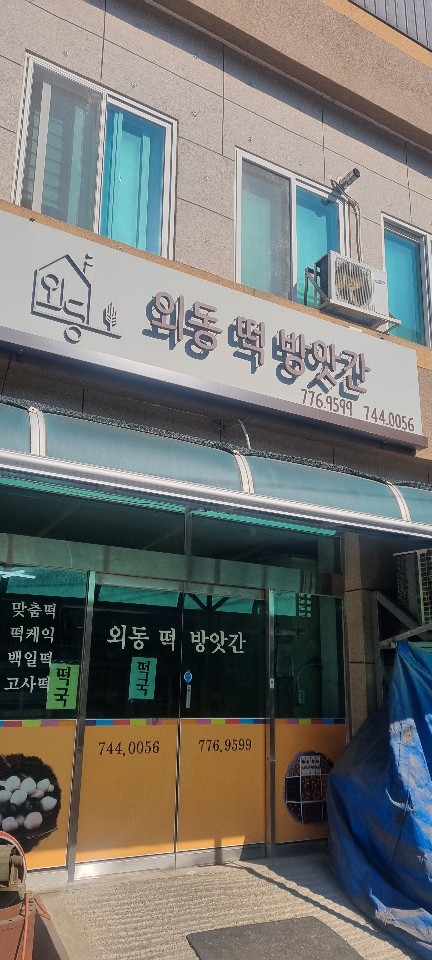 외동
외동 떡 방앗간
776.9599 744.0056
맞춤떡
떡케익
백일떡
고사떡
떡국
외동 떡 방앗간
떡국
744.0056
776.9599